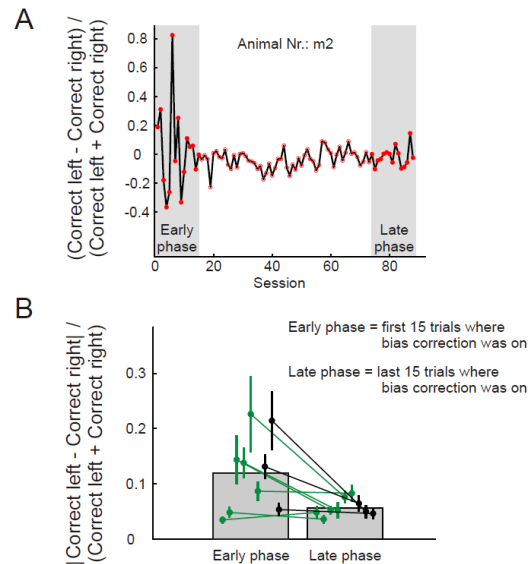 A
(Correct left - Correct right) /
(Correct left + Correct right)
Animal Nr.: m2
0.8
0.6
0.4
0.2
0
-0.2
-0.4
Early
phase
Late
phase
0
20
40
60
80
Session
B
|Correct left - Correct right| /
(Correct left + Correct right)
Early phase = first 15 trials where
bias correction was on
Late phase = last 15 trials where
bias correction was on
0.3
0.2
0.1
0
Early phase
Late phase